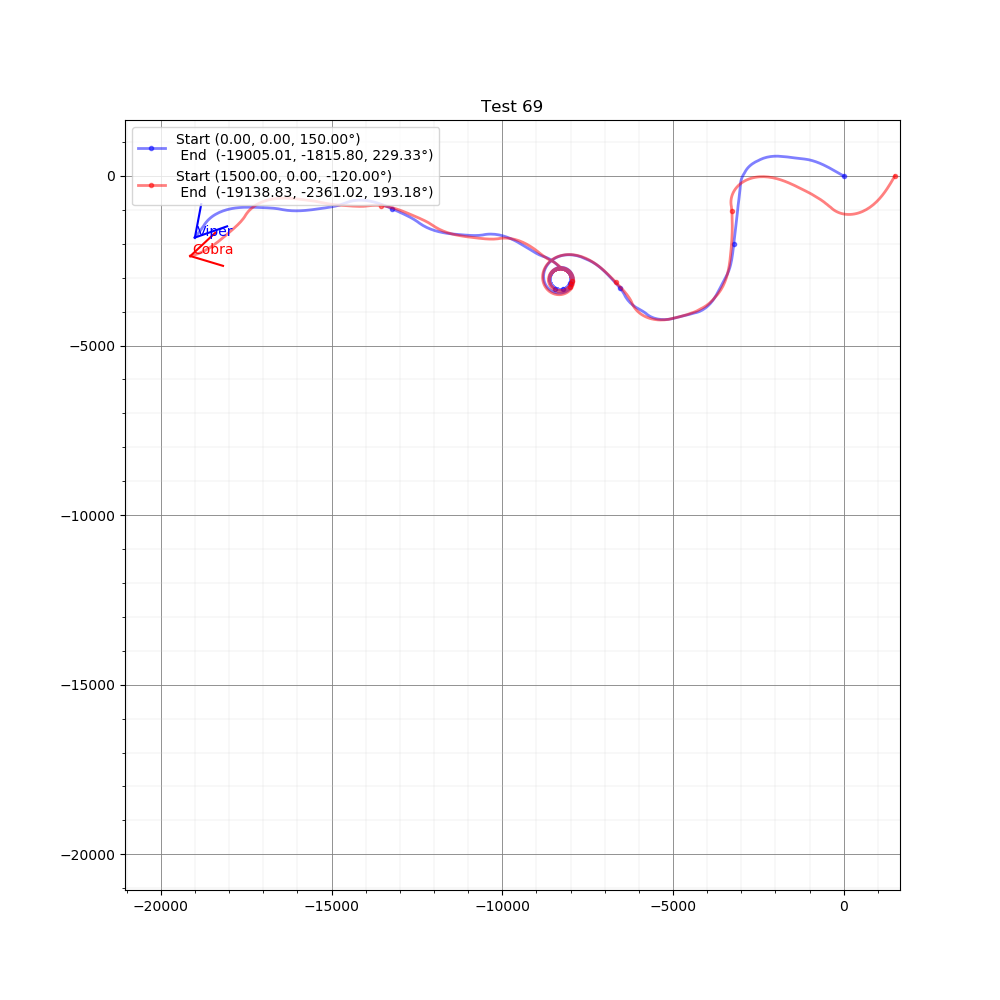 Test 69
Start (0.00, 0.00, 150.00°)
End  (-19005.01, -1815.80, 229.33°)
Start (1500.00, 0.00, -120.00°)
End  (-19138.83, -2361.02, 193.18°)
0
Viper
Cobra
−5000
−10000
−15000
−20000
−20000 −15000 −10000 −5000 0